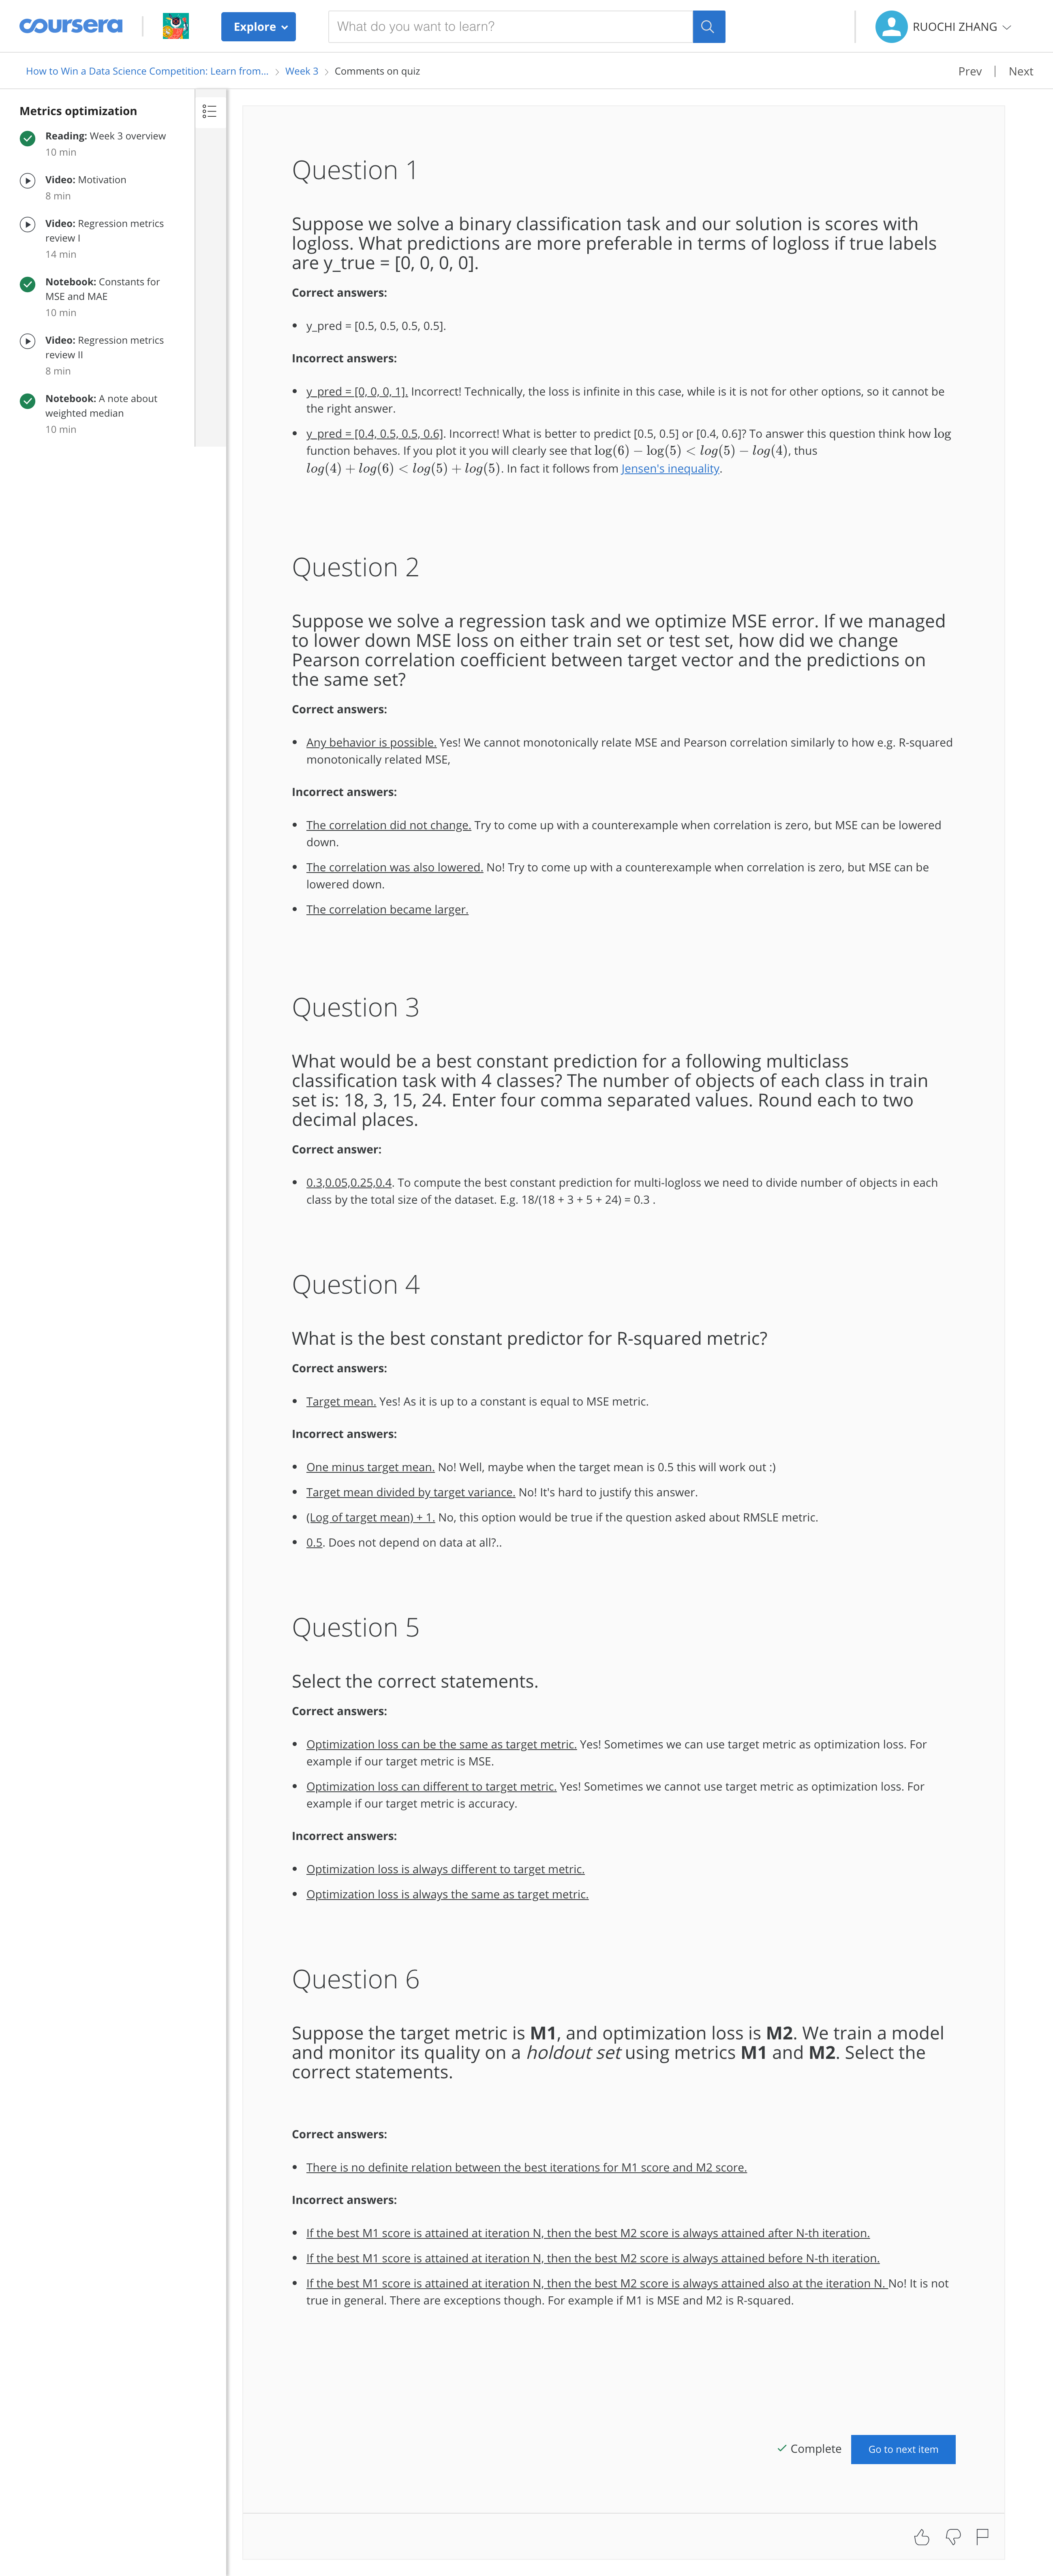 coursera
Explore
What do you want to learn?
RUOCHI ZHANG
How to Win a Data Science Competition: Learn from...
Week 3
Comments on quiz
Prev
Next
Metrics optimization
Reading: Week 3 overview
10 min
Video: Motivation
8 min
Video: Regression metrics
review I
14 min
Notebook: Constants for
MSE and MAE
10 min
Video: Regression metrics
review II
8 min
Notebook: A note about
weighted median
10 min
Question 1
Suppose we solve a binary classification task and our solution is scores with
logloss. What predictions are more preferable in terms of logloss if true labels
are y_true = [0, 0, 0, 0].
Correct answers:
• y_pred = [0.5, 0.5, 0.5, 0.5].
Incorrect answers:
• y_pred = [0, 0, 0, 1]. Incorrect! Technically, the loss is infinite in this case, while is it is not for other options, so it cannot be
the right answer.
• y_pred = [0.4, 0.5, 0.5, 0.6]. Incorrect! What is better to predict [0.5, 0.5] or [0.4, 0.6]? To answer this question think how log
function behaves. If you plot it you will clearly see that log(6) − log(5) < log(5) − log(4), thus
log(4) + log(6) < log(5) + log(5). In fact it follows from Jensen's inequality.
Question 2
Suppose we solve a regression task and we optimize MSE error. If we managed
to lower down MSE loss on either train set or test set, how did we change
Pearson correlation coefficient between target vector and the predictions on
the same set?
Correct answers:
• Any behavior is possible. Yes! We cannot monotonically relate MSE and Pearson correlation similarly to how e.g. R-squared
monotonically related MSE,
Incorrect answers:
• The correlation did not change. Try to come up with a counterexample when correlation is zero, but MSE can be lowered
down.
• The correlation was also lowered. No! Try to come up with a counterexample when correlation is zero, but MSE can be
lowered down.
• The correlation became larger.
Question 3
What would be a best constant prediction for a following multiclass
classification task with 4 classes? The number of objects of each class in train
set is: 18, 3, 15, 24. Enter four comma separated values. Round each to two
decimal places.
Correct answer:
• 0.3,0.05,0.25,0.4. To compute the best constant prediction for multi-logloss we need to divide number of objects in each
class by the total size of the dataset. E.g. 18/(18 + 3 + 5 + 24) = 0.3 .
Question 4
What is the best constant predictor for R-squared metric?
Correct answers:
• Target mean. Yes! As it is up to a constant is equal to MSE metric.
Incorrect answers:
• One minus target mean. No! Well, maybe when the target mean is 0.5 this will work out :)
• Target mean divided by target variance. No! It's hard to justify this answer.
• (Log of target mean) + 1. No, this option would be true if the question asked about RMSLE metric.
• 0.5. Does not depend on data at all?..
Question 5
Select the correct statements.
Correct answers:
• Optimization loss can be the same as target metric. Yes! Sometimes we can use target metric as optimization loss. For
example if our target metric is MSE.
• Optimization loss can different to target metric. Yes! Sometimes we cannot use target metric as optimization loss. For
example if our target metric is accuracy.
Incorrect answers:
• Optimization loss is always different to target metric.
• Optimization loss is always the same as target metric.
Question 6
Suppose the target metric is M1, and optimization loss is M2. We train a model
and monitor its quality on a holdout set using metrics M1 and M2. Select the
correct statements.
Correct answers:
• There is no definite relation between the best iterations for M1 score and M2 score.
Incorrect answers:
• If the best M1 score is attained at iteration N, then the best M2 score is always attained after N-th iteration.
• If the best M1 score is attained at iteration N, then the best M2 score is always attained before N-th iteration.
• If the best M1 score is attained at iteration N, then the best M2 score is always attained also at the iteration N. No! It is not
true in general. There are exceptions though. For example if M1 is MSE and M2 is R-squared.
Complete
Go to next item